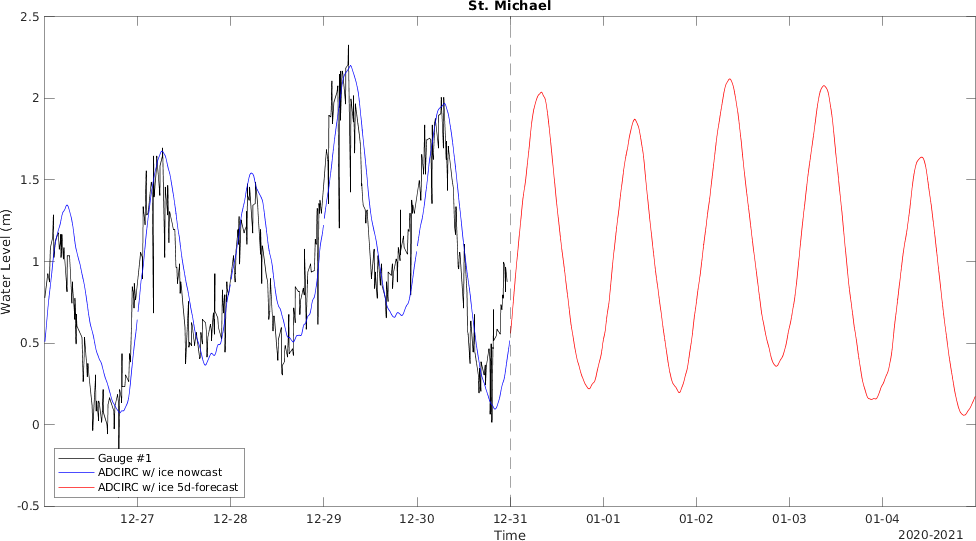 St. Michael
2.5
2
1.5
1
0.5
0
-0.5
Water Level (m)
Gauge #1
ADCIRC w/ ice nowcast
ADCIRC w/ ice 5d-forecast
12-27 12-28 12-29 12-30 12-31 01-01 01-02 01-03 01-04
Time
2020-2021